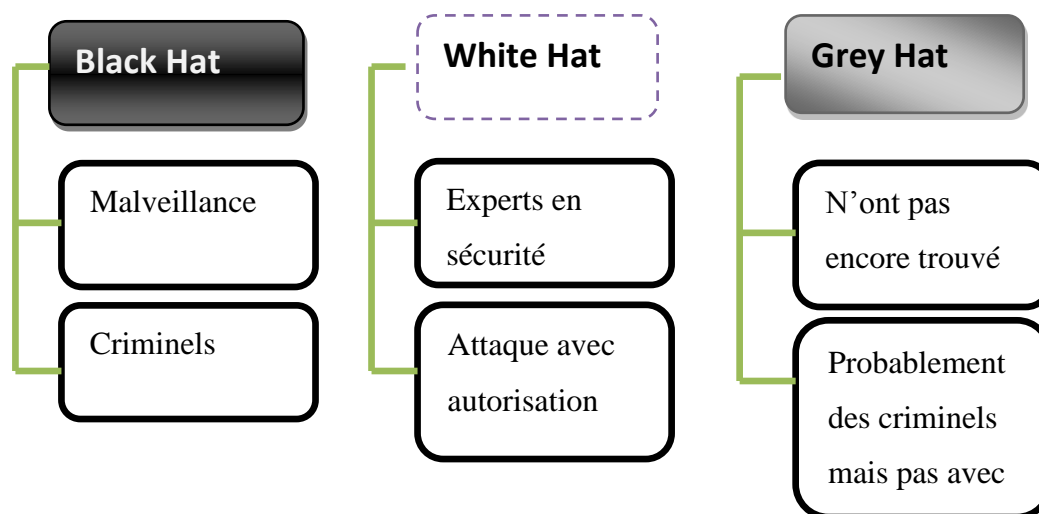 Black Hat
Malveillance
Criminels
White Hat
Experts en
sécurité
Attaque avec
autorisation
Grey Hat
N’ont pas
encore trouvé
Probablement
des criminels
mais pas avec